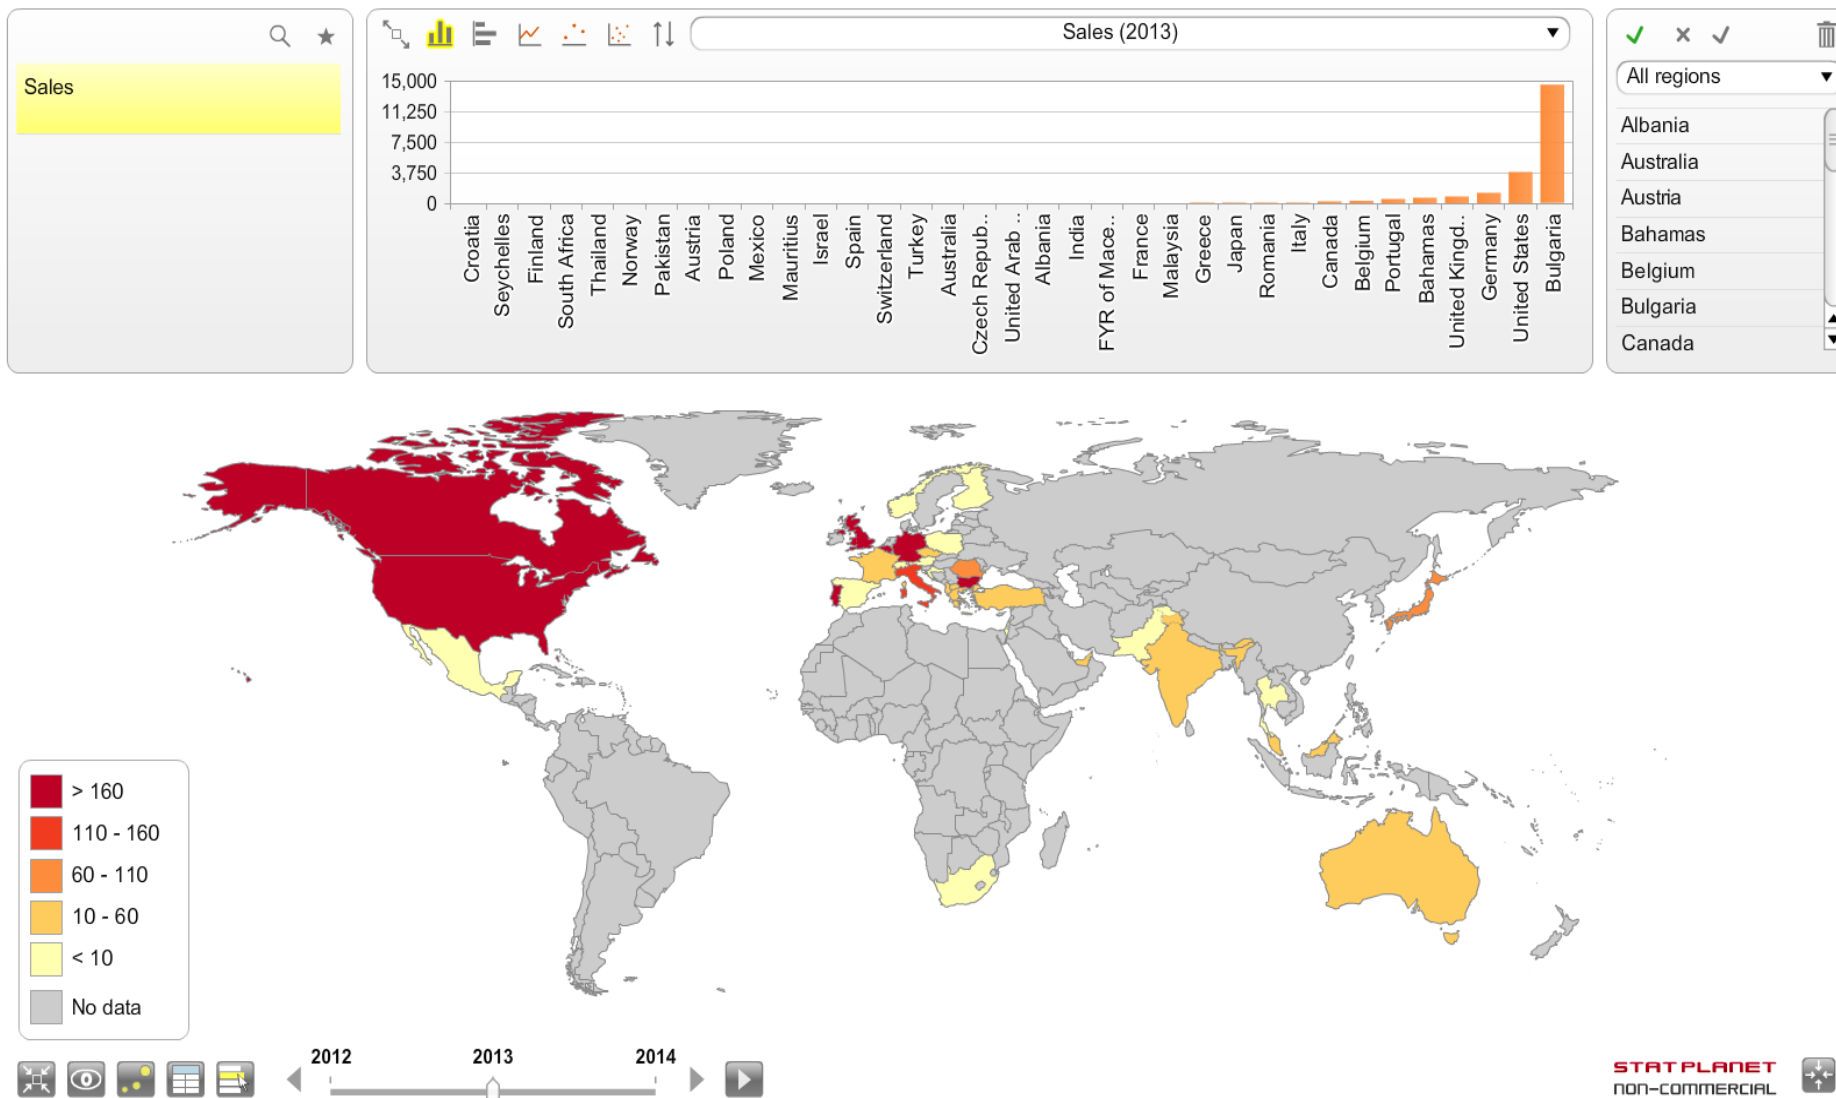 Sales
Sales (2013)
15,000
11,250
7,500
3,750
0
Croatia
Seychelles
Finland
South Africa
Thailand
Norway
Pakistan
Austria
Poland
Mexico
Mauritius
Israel
Spain
Switzerland
Turkey
Australia
Czech Repub..
United Arab ..
Albania
India
FYR of Mace..
France
Malaysia
Greece
Japan
Romania
Italy
Canada
Belgium
Portugal
Bahamas
United Kingd..
Germany
United States
Bulgaria
All regions
Albania
Australia
Austria
Bahamas
Belgium
Bulgaria
Canada
> 160
110 - 160
60 - 110
10 - 60
< 10
No data
2012
2013
2014
STATPLANET
NON-COMMERCIAL